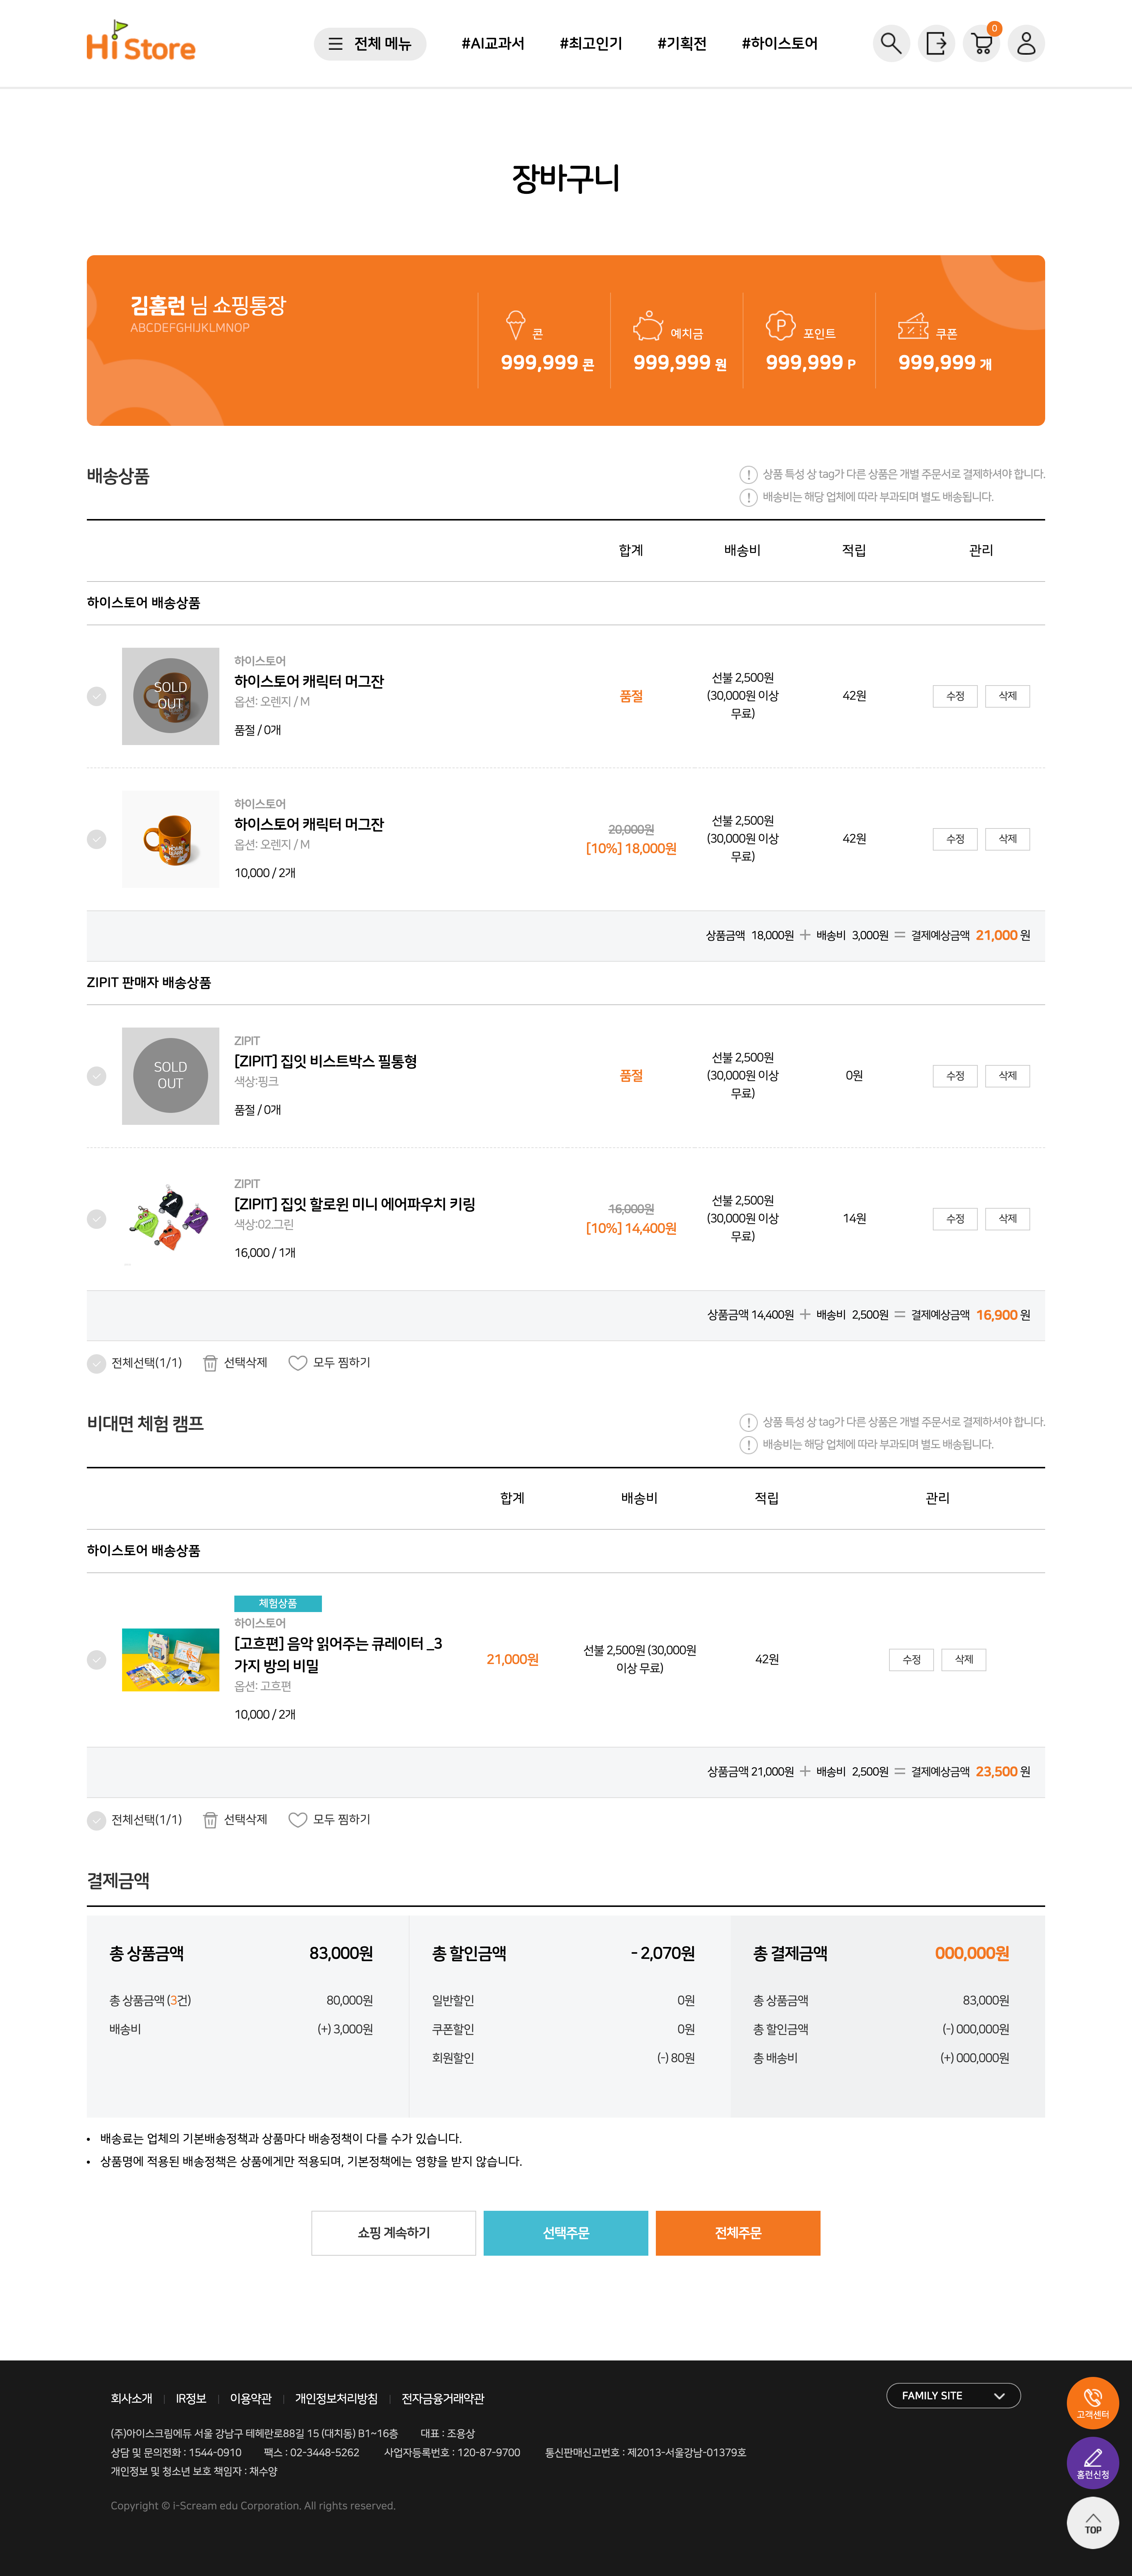 Hi Store
전체 메뉴
#AI교과서
#최고인기
#기획전
#하이스토어
0
장바구니
김홈런 님 쇼핑통장
ABCDEFGHIJKLMNOP
콘
999,999 콘
예치금
999,999 원
P 포인트
999,999 P
쿠폰
999,999 개
배송상품
상품 특성 상 tag가 다른 상품은 개별 주문서로 결제하셔야 합니다.
배송비는 해당 업체에 따라 부과되며 별도 배송됩니다.
합계 배송비 적립 관리
하이스토어 배송상품
SOLD
OUT
하이스토어
하이스토어 캐릭터 머그잔
옵션: 오렌지 / M
품절 / 0개
품절
선불 2,500원
(30,000원 이상
무료)
42원
수정 삭제
하이스토어
하이스토어 캐릭터 머그잔
옵션: 오렌지 / M
10,000 / 2개
20,000원
[10%] 18,000원
선불 2,500원
(30,000원 이상
무료)
42원
수정 삭제
상품금액 18,000원 + 배송비 3,000원 = 결제예상금액 21,000 원
ZIPIT 판매자 배송상품
SOLD
OUT
ZIPIT
[ZIPIT] 집잇 비스트박스 필통형
색상:핑크
품절 / 0개
품절
선불 2,500원
(30,000원 이상
무료)
0원
수정 삭제
ZIPIT
[ZIPIT] 집잇 할로윈 미니 에어파우치 키링
색상:02.그린
16,000 / 1개
16,000원
[10%] 14,400원
선불 2,500원
(30,000원 이상
무료)
14원
수정 삭제
상품금액 14,400원 + 배송비 2,500원 = 결제예상금액 16,900 원
전체선택(1/1) 선택삭제 모두 찜하기
비대면 체험 캠프
상품 특성 상 tag가 다른 상품은 개별 주문서로 결제하셔야 합니다.
배송비는 해당 업체에 따라 부과되며 별도 배송됩니다.
합계 배송비 적립 관리
하이스토어 배송상품
체험상품
하이스토어
[고흐편] 음악 읽어주는 큐레이터 _3
가지 방의 비밀
옵션: 고흐편
10,000 / 2개
21,000원
선불 2,500원 (30,000원
이상 무료)
42원
수정 삭제
상품금액 21,000원 + 배송비 2,500원 = 결제예상금액 23,500 원
전체선택(1/1) 선택삭제 모두 찜하기
결제금액
총 상품금액 83,000원
총 상품금액 (3건) 80,000원
배송비 (+) 3,000원
총 할인금액 - 2,070원
일반할인 0원
쿠폰할인 0원
회원할인 (-) 80원
총 결제금액 000,000원
총 상품금액 83,000원
총 할인금액 (-) 000,000원
총 배송비 (+) 000,000원
• 배송료는 업체의 기본배송정책과 상품마다 배송정책이 다를 수가 있습니다.
• 상품명에 적용된 배송정책은 상품에게만 적용되며, 기본정책에는 영향을 받지 않습니다.
쇼핑 계속하기
선택주문
전체주문
회사소개 | IR정보 | 이용약관 | 개인정보처리방침 | 전자금융거래약관
FAMILY SITE
(주)아이스크림에듀 서울 강남구 테헤란로88길 15 (대치동) B1~16층 대표 : 조용상
상담 및 문의전화 : 1544-0910 팩스 : 02-3448-5262 사업자등록번호 : 120-87-9700 통신판매신고번호 : 제2013-서울강남-01379호
개인정보 및 청소년 보호 책임자 : 채수양
Copyright © i-Scream edu Corporation. All rights reserved.
고객센터
홈런신청
TOP